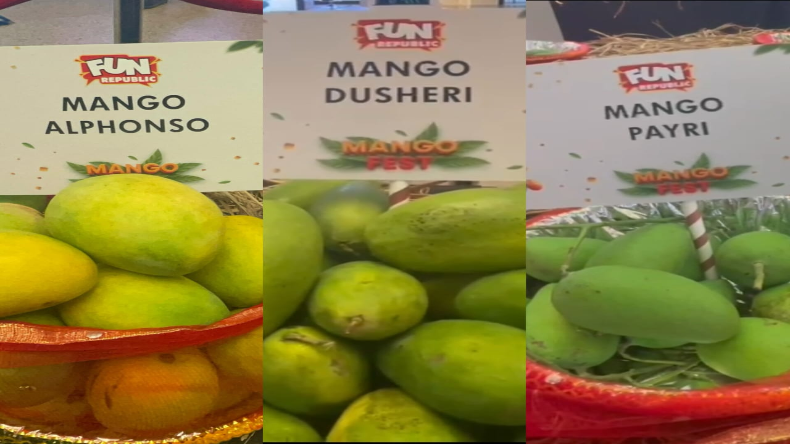 FUN
REPUBLIC
MANGO
ALPHONSO
MANGO
FUN
REPUBLIC
MANGO
DUSHERI
MANGO
FEST
FUN
REPUBLIC
MANGO
PAYRI
MANGO
FEST